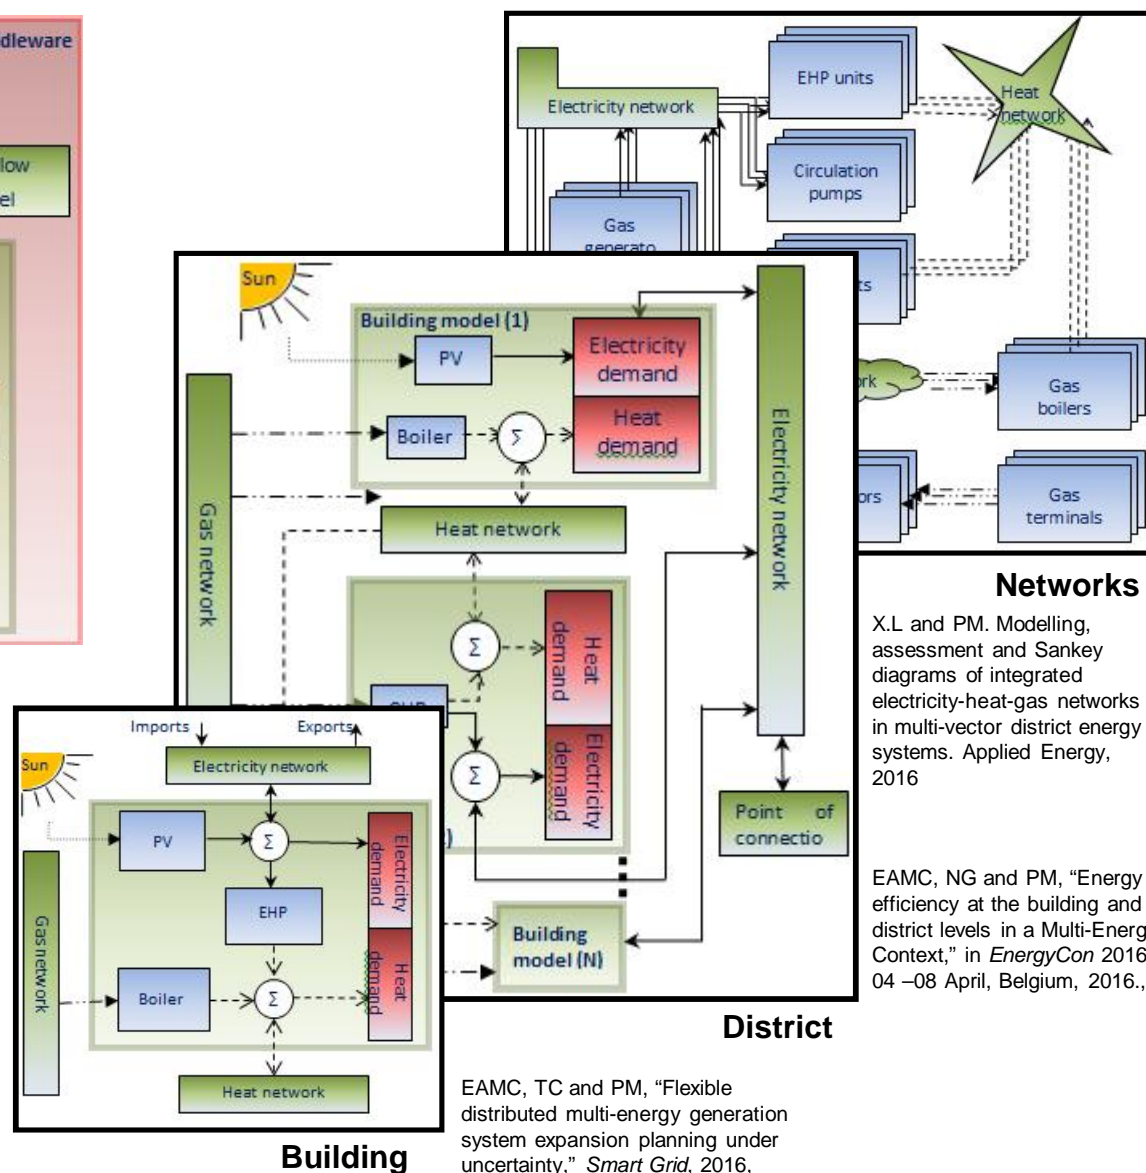 dleware
low
el
EHP units
Electricity network
Heat
network
Circulation
pumps
Gas
generato
ts
rk
Gas
boilers
ors
Gas
terminals
Networks
X.L and PM. Modelling,
assessment and Sankey
diagrams of integrated
electricity-heat-gas networks
in multi-vector district energy
systems. Applied Energy,
2016
EAMC, NG and PM, “Energy
efficiency at the building and
district levels in a Multi-Energ
Context,” in EnergyCon 2016
04 –08 April, Belgium, 2016.,
Sun
Building model (1)
PV
Electricity
demand
Boiler
Σ
Heat
demand
Gas network
Heat network
Electricity network
Σ
Heat
demand
Σ
Electricity
demand
)
Point of
connectio
Building
model (N)
District
Imports
Exports
Sun
Electricity network
PV
Σ
Electricity
demand
EHP
Gas network
Boiler
Σ
Heat
demand
Heat network
Building
EAMC, TC and PM, “Flexible
distributed multi-energy generation
system expansion planning under
uncertainty,” Smart Grid, 2016,